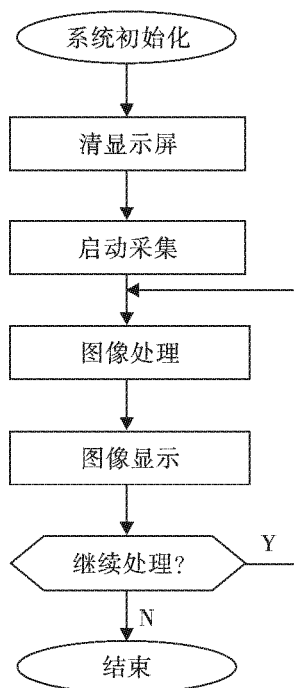 系统初始化
清显示屏
启动采集
图像处理
图像显示
继续处理?
Y
N
结束